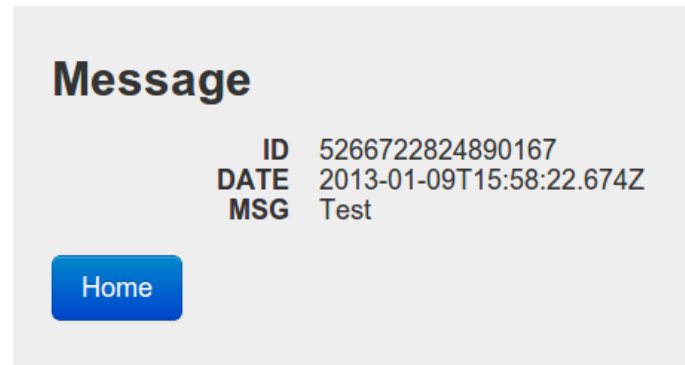 Message
ID 5266722824890167
DATE 2013-01-09T15:58:22.674Z
MSG Test
Home